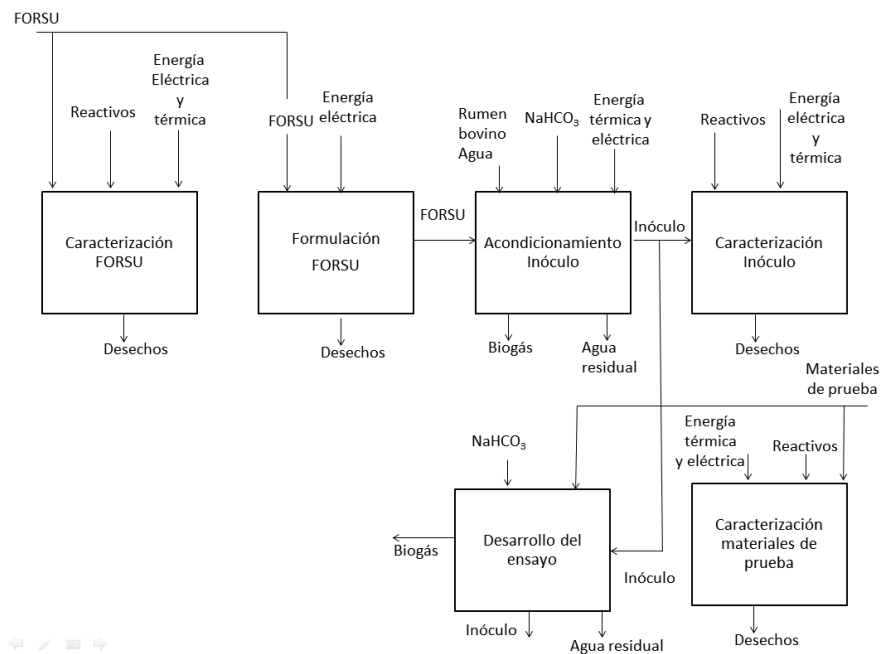 FORSU
Energía
Eléctrica
y
térmica
Reactivos
FORSU
Energía
eléctrica
Rumen
bovino
Agua
NaHCO₃
Energía
térmica y
eléctrica
Reactivos
Energía
eléctrica
y
térmica
Caracterización
FORSU
Formulación
FORSU
FORSU
Acondicionamiento
Inóculo
Inóculo
Caracterización
Inóculo
Desechos
Desechos
Biogás
Agua
residual
Desechos
Materiales
de prueba
NaHCO₃
Energía
térmica
y eléctrica
Reactivos
Biogás
Desarrollo del
ensayo
Inóculo
Caracterización
materiales de
prueba
Inóculo
Agua residual
Desechos